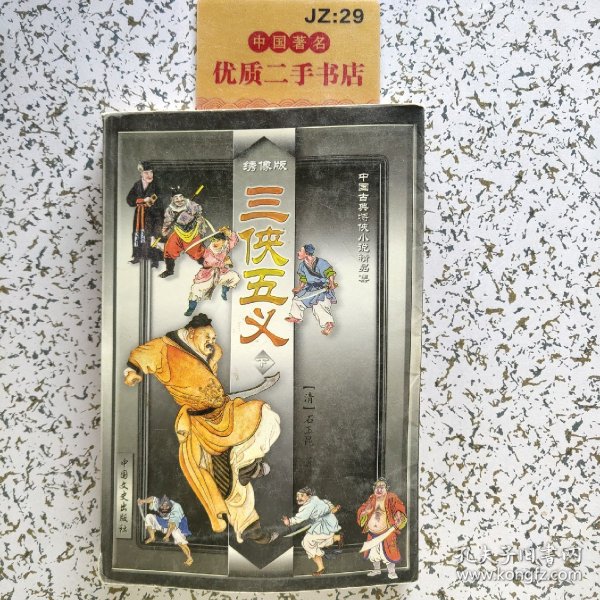 JZ:29
中国著名
优质二手书店
绣像版
三侠五义
下
中国古典侠小说精品集
【清】石玉昆
中国文史出版社
孔夫子旧书网
www.kongfz.com